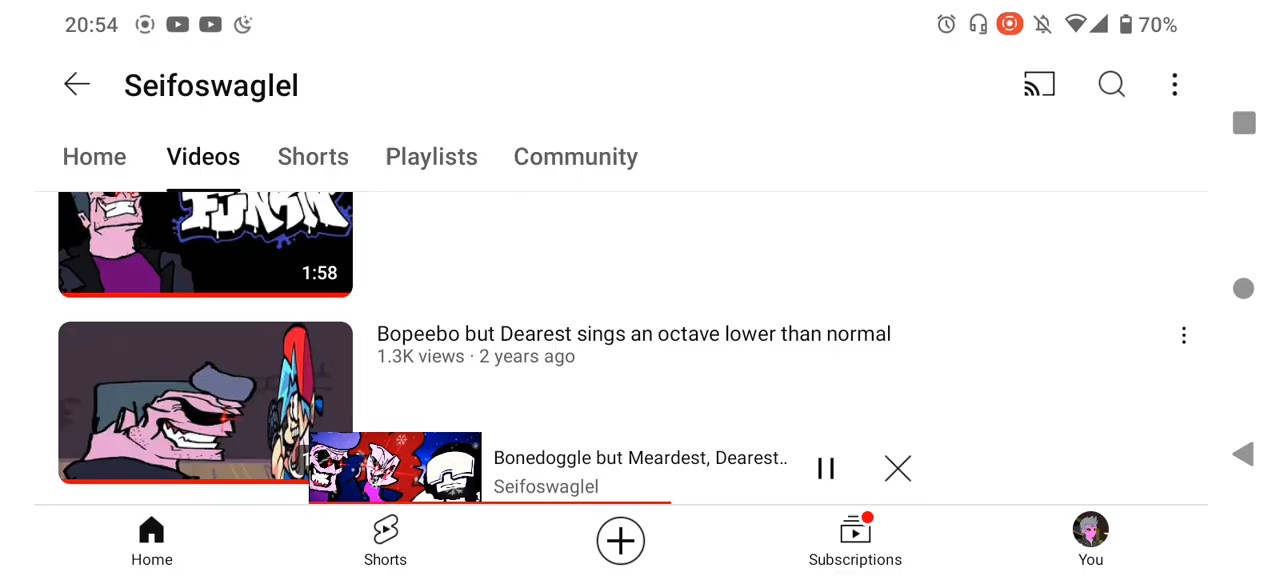 20:54
70%
Seifoswaglel
Home Videos Shorts Playlists Community
FUNKIN
1:58
Bopeebo but Dearest sings an octave lower than normal
1.3K views · 2 years ago
Bonedoggle but Meardest, Dearest..
Seifoswaglel
Home Shorts Subscriptions You